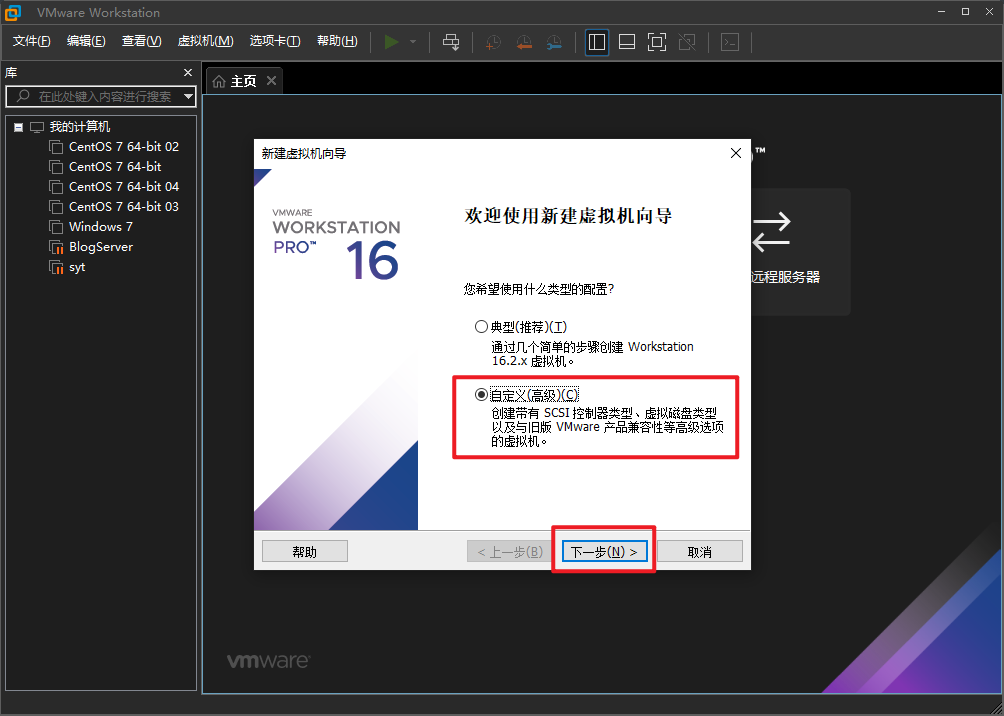 VMware Workstation
文件(F) 编辑(E) 查看(V) 虚拟机(M) 选项卡(T) 帮助(H)
库
在此处键入内容进行搜索
我的计算机
CentOS 7 64-bit 02
CentOS 7 64-bit
CentOS 7 64-bit 04
CentOS 7 64-bit 03
Windows 7
BlogServer
syt
主页
™
远程服务器
新建虚拟机向导
VMWARE
WORKSTATION
PRO™ 16
欢迎使用新建虚拟机向导
您希望使用什么类型的配置?
典型(推荐)(T)
通过几个简单的步骤创建 Workstation
16.2.x 虚拟机。
自定义(高级)(C)
创建带有 SCSI 控制器类型、虚拟磁盘类型
以及与旧版 VMware 产品兼容性等高级选项
的虚拟机。
帮助 < 上一步(B) 下一步(N) > 取消
vmware